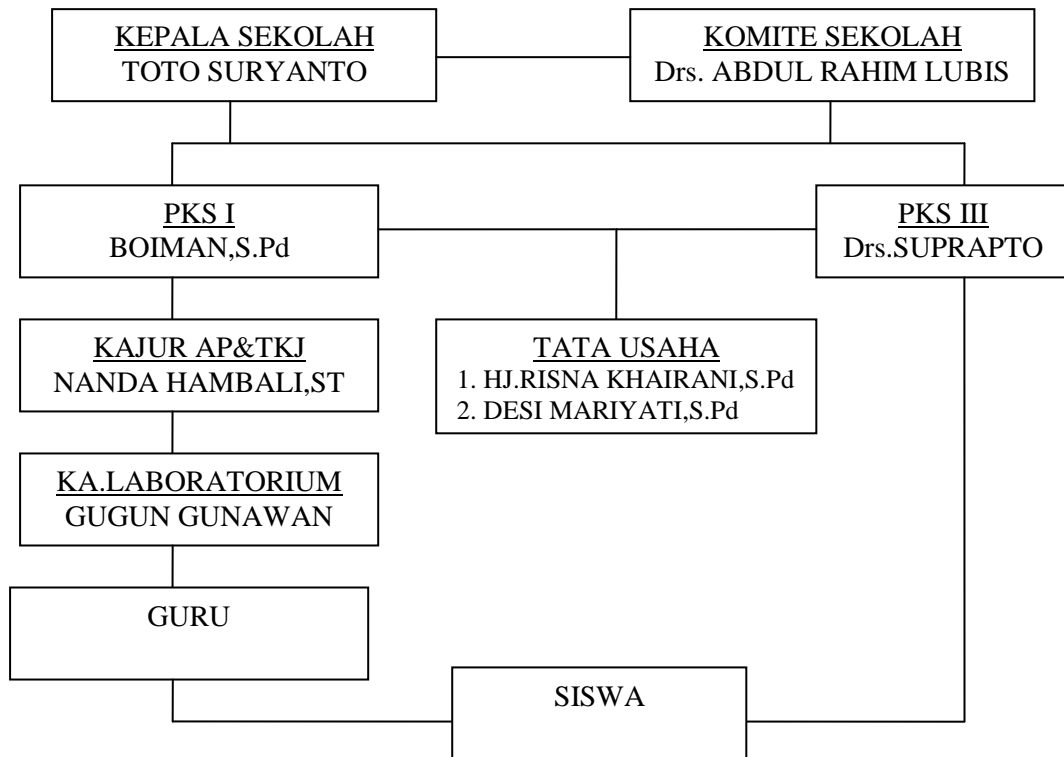 KEPALA SEKOLAH
TOTO SURYANTO
KOMITE SEKOLAH
Drs. ABDUL RAHIM LUBIS
PKS I
BOIMAN,S.Pd
PKS III
Drs.SUPRAPTO
KAJUR AP&TKJ
NANDA HAMBALI,ST
TATA USAHA
1. HJ.RISNA KHAIRANI,S.Pd
2. DESI MARIYATI,S.Pd
KA.LABORATORIUM
GUGUN GUNAWAN
GURU
SISWA